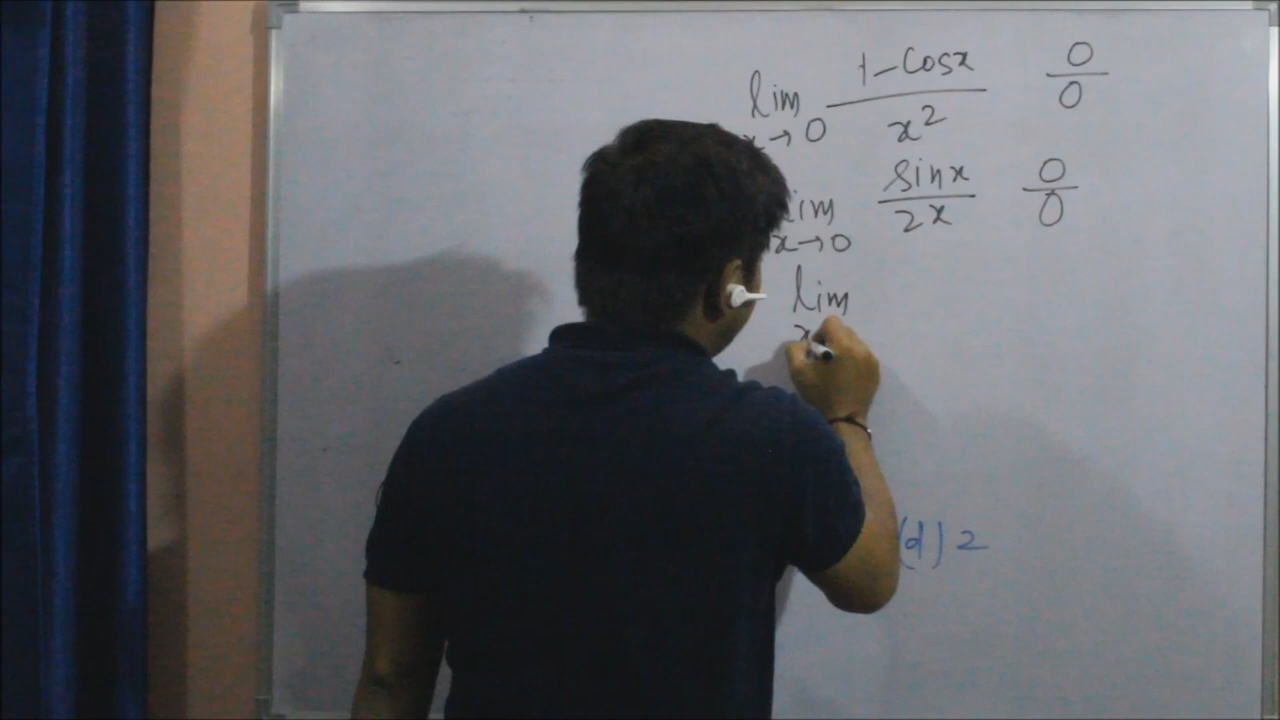 lim 1-cosx / x² 0/0
x→0
lim sinx / 2x 0/0
x→0
lim
x
(d) 2